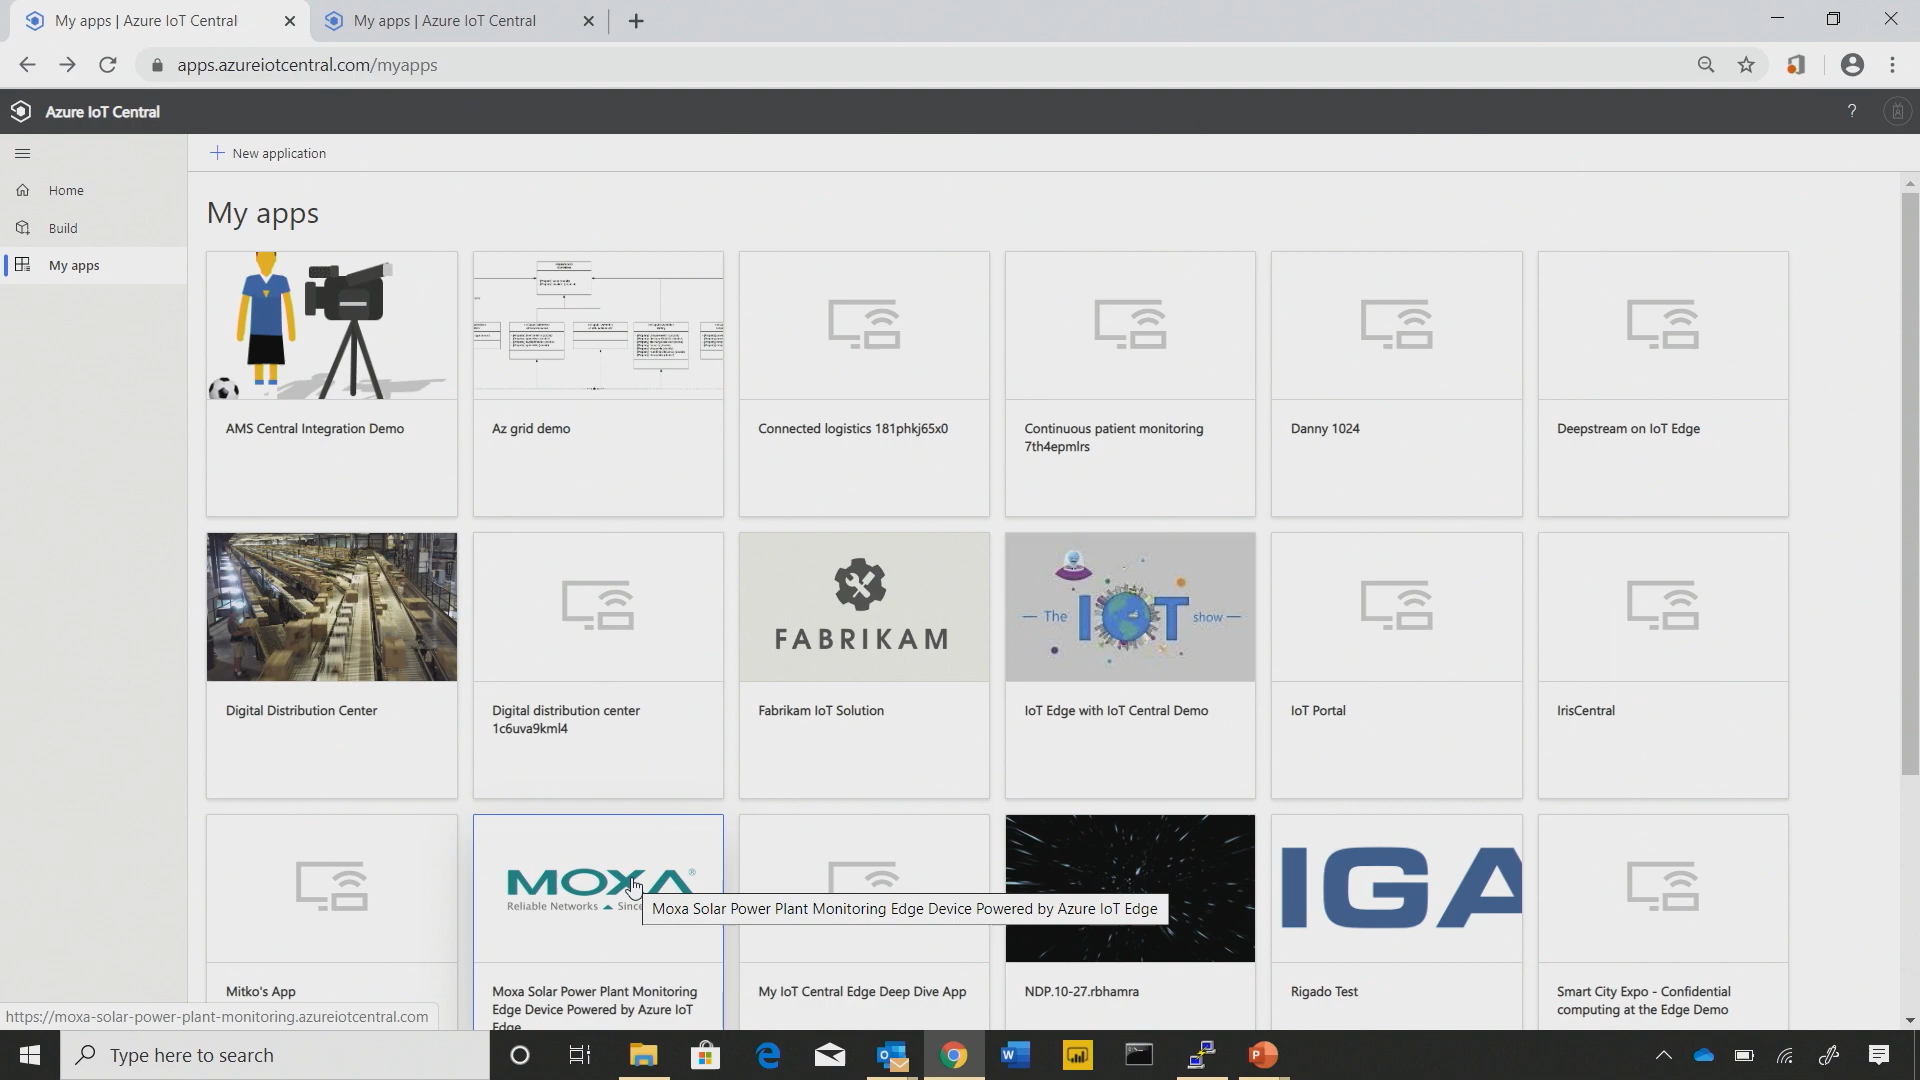 My apps | Azure IoT Central
My apps | Azure IoT Central
apps.azureiotcentral.com/myapps
Azure IoT Central
?
New application
Home
Build
My apps
My apps
AMS Central Integration Demo
Az grid demo
Connected logistics 181phkj65x0
Continuous patient monitoring
7th4epmlrs
Danny 1024
Deepstream on IoT Edge
FABRIKAM
The IOT show
Digital Distribution Center
Digital distribution center
1c6uva9kml4
Fabrikam IoT Solution
IoT Edge with IoT Central Demo
IoT Portal
IrisCentral
MOXA®
Reliable Networks ▲ Since
IGA
Moxa Solar Power Plant Monitoring Edge Device Powered by Azure IoT Edge
Mitko's App
Moxa Solar Power Plant Monitoring
Edge Device Powered by Azure IoT
Edge
My IoT Central Edge Deep Dive App
NDP.10-27.rbhamra
Rigado Test
Smart City Expo - Confidential
computing at the Edge Demo
https://moxa-solar-power-plant-monitoring.azureiotcentral.com
Type here to search